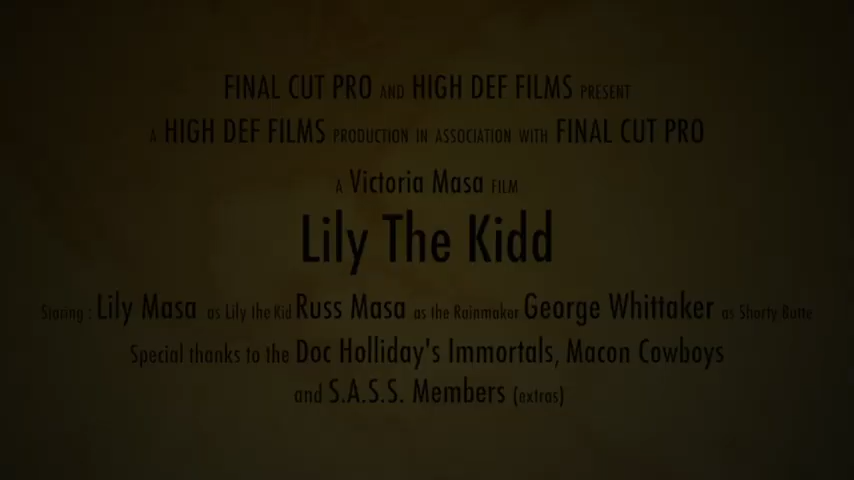 FINAL CUT PRO AND HIGH DEF FILMS PRESENT
A HIGH DEF FILMS PRODUCTION IN ASSOCIATION WITH FINAL CUT PRO
A Victoria Masa FILM
Lily The Kidd
Staring : Lily Masa as Lily the Kid Russ Masa as the Rainmaker George Whittaker as Shorty Butte
Special thanks to the Doc Holliday's Immortals, Macon Cowboys
and S.A.S.S. Members (extras)